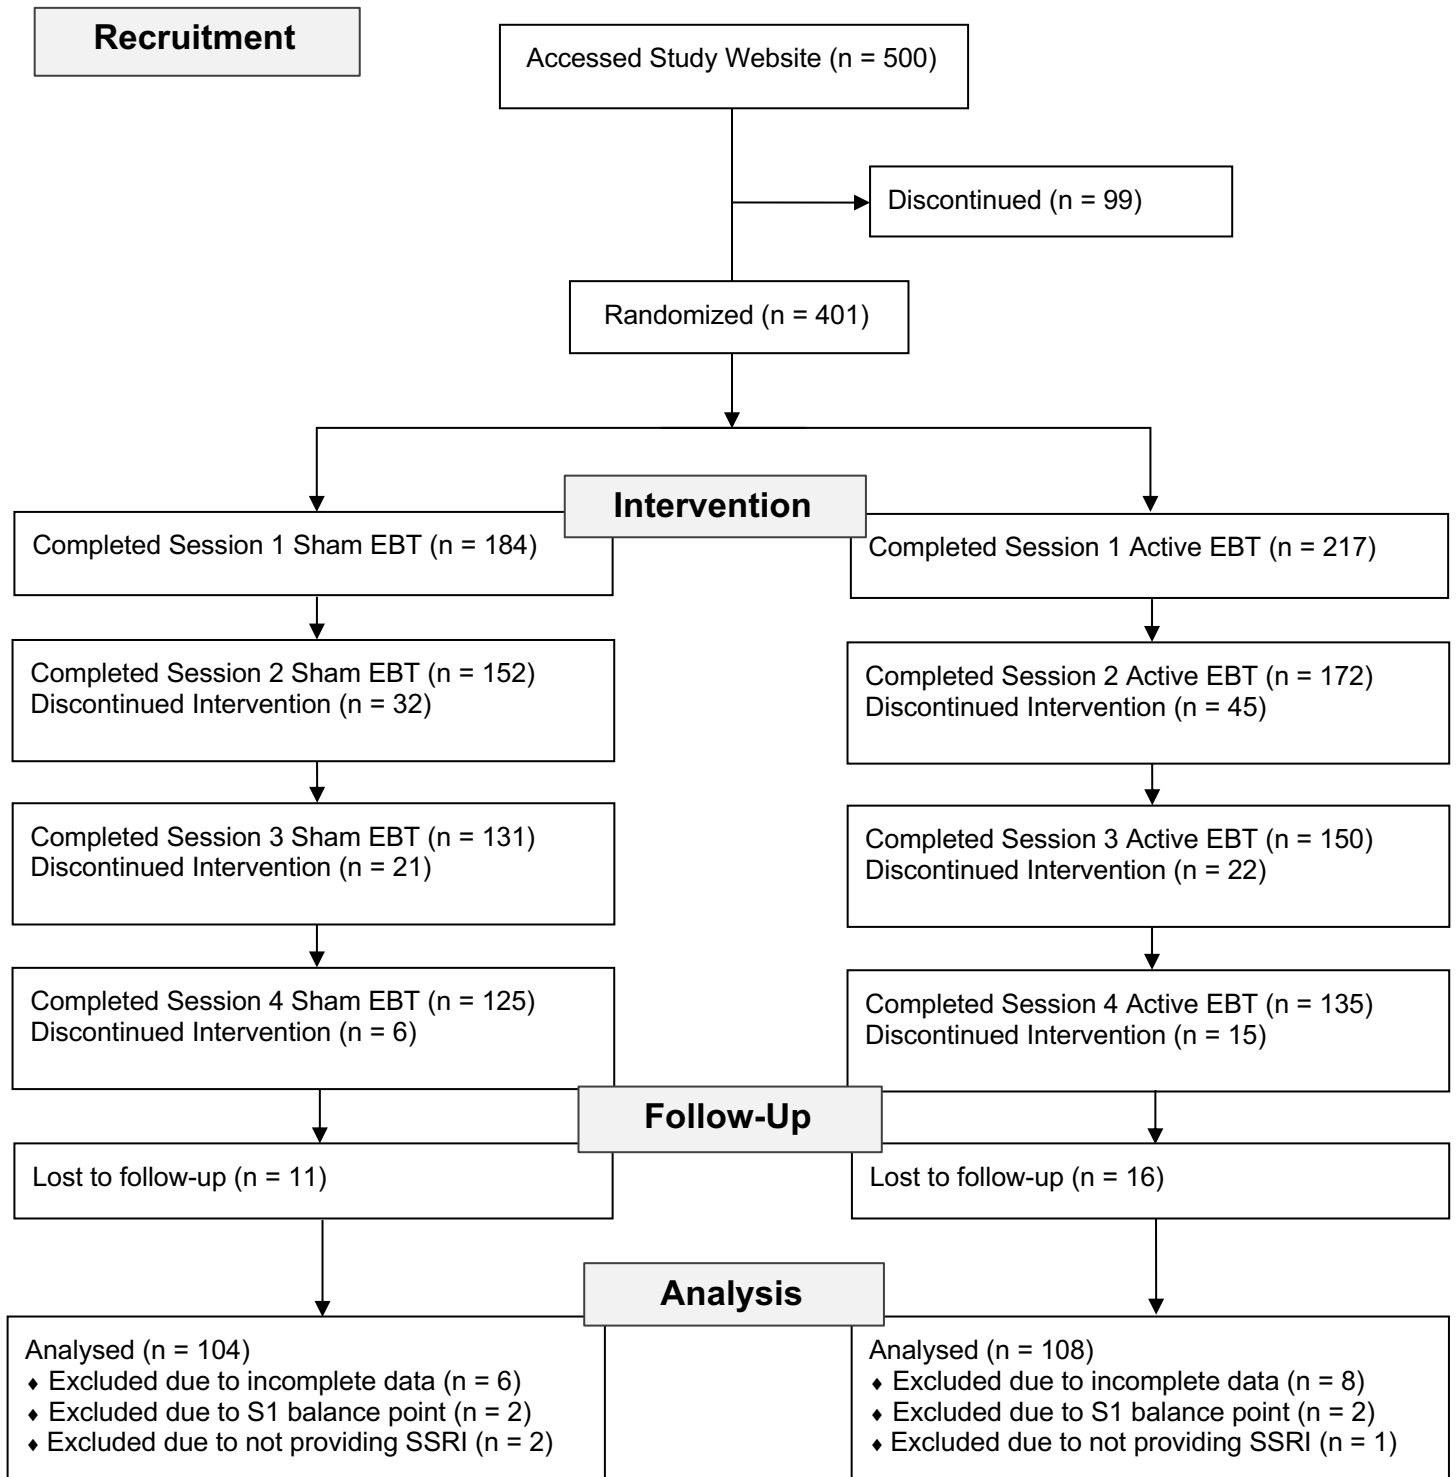 Recruitment
Accessed Study Website (n = 500)
Discontinued (n = 99)
Randomized (n = 401)
Intervention
Completed Session 1 Sham EBT (n = 184)
Completed Session 1 Active EBT (n = 217)
Completed Session 2 Sham EBT (n = 152)
Discontinued Intervention (n = 32)
Completed Session 2 Active EBT (n = 172)
Discontinued Intervention (n = 45)
Completed Session 3 Sham EBT (n = 131)
Discontinued Intervention (n = 21)
Completed Session 3 Active EBT (n = 150)
Discontinued Intervention (n = 22)
Completed Session 4 Sham EBT (n = 125)
Discontinued Intervention (n = 6)
Completed Session 4 Active EBT (n = 135)
Discontinued Intervention (n = 15)
Follow-Up
Lost to follow-up (n = 11)
Lost to follow-up (n = 16)
Analysis
Analysed (n = 104)
♦ Excluded due to incomplete data (n = 6)
♦ Excluded due to S1 balance point (n = 2)
♦ Excluded due to not providing SSRI (n = 2)
Analysed (n = 108)
♦ Excluded due to incomplete data (n = 8)
♦ Excluded due to S1 balance point (n = 2)
♦ Excluded due to not providing SSRI (n = 1)